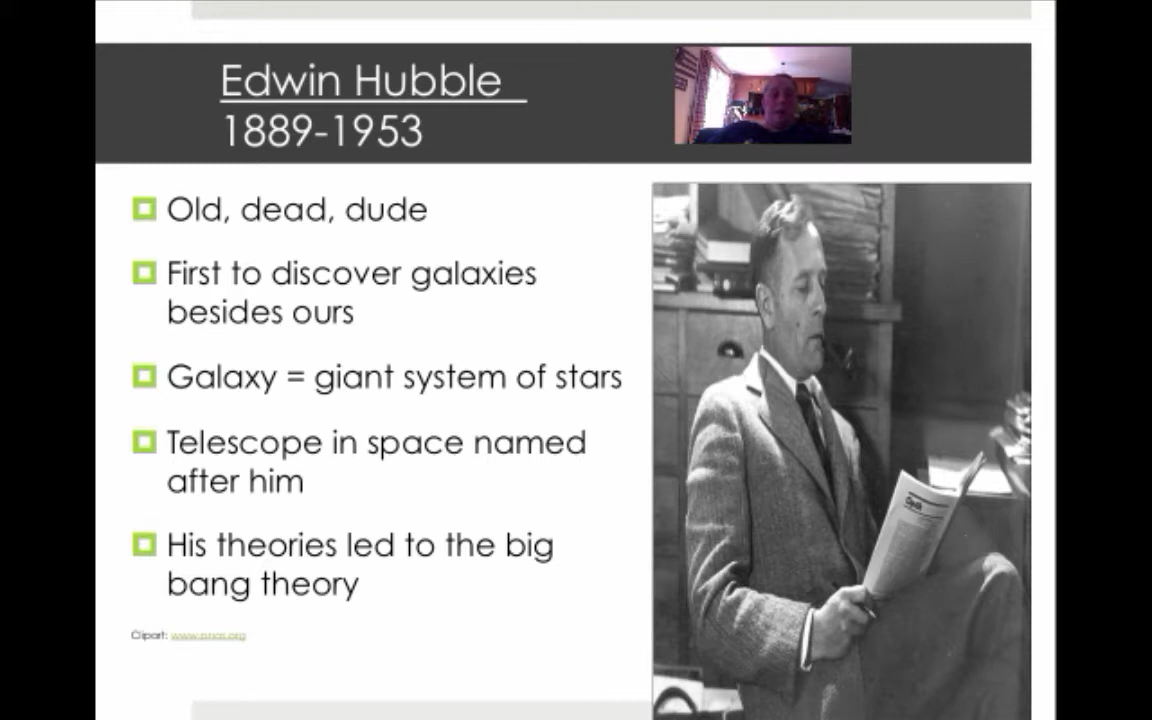 Edwin Hubble
1889-1953
Old, dead, dude
First to discover galaxies
besides ours
Galaxy = giant system of stars
Telescope in space named
after him
His theories led to the big
bang theory
Clipart: www.pnas.org